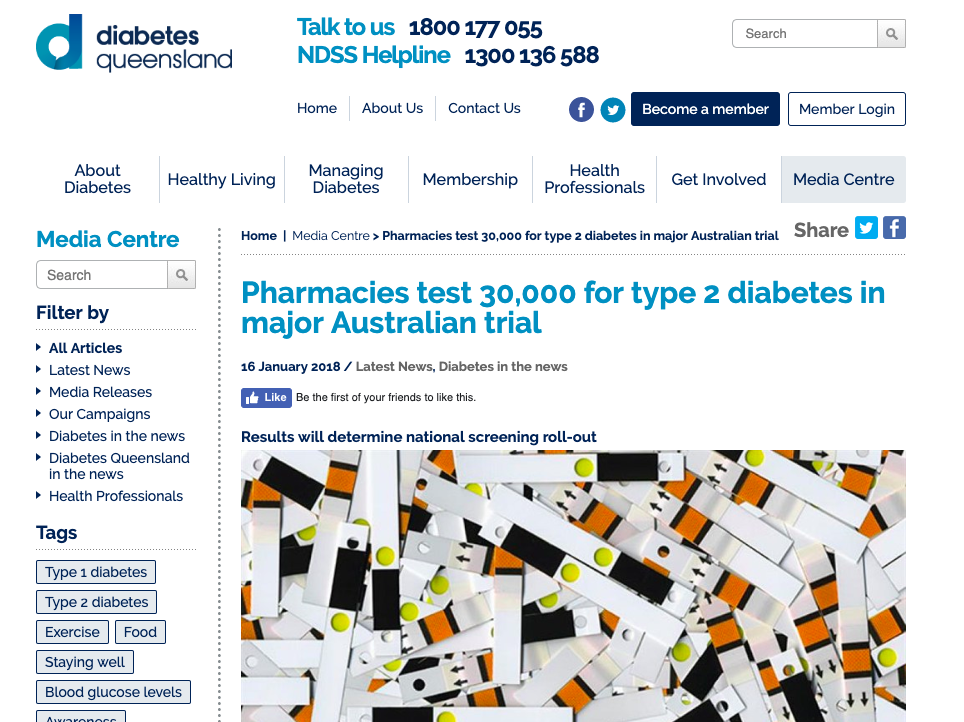 diabetes
queensland
Talk to us 1800 177 055
NDSS Helpline 1300 136 588
Search
Home
About Us
Contact Us
Become a member
Member Login
About
Diabetes
Healthy Living
Managing
Diabetes
Membership
Health
Professionals
Get Involved
Media Centre
Media Centre
Search
Filter by
All Articles
Latest News
Media Releases
Our Campaigns
Diabetes in the news
Diabetes Queensland
in the news
Health Professionals
Tags
Type 1 diabetes
Type 2 diabetes
Exercise
Food
Staying well
Blood glucose levels
Awareness
Home | Media Centre > Pharmacies test 30,000 for type 2 diabetes in major Australian trial
Share
Pharmacies test 30,000 for type 2 diabetes in
major Australian trial
16 January 2018 / Latest News, Diabetes in the news
Like Be the first of your friends to like this.
Results will determine national screening roll-out